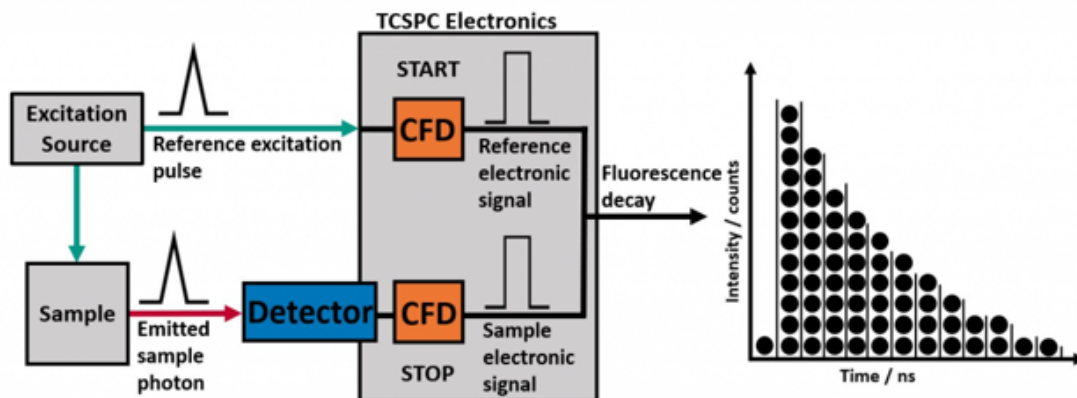 TCSPC Electronics
START
Excitation
Source
Reference excitation
pulse
CFD
Reference
electronic
signal
Fluorescence
decay
Sample
Emitted
sample
photon
Detector
CFD
Sample
electronic
signal
STOP
Intensity / counts
Time / ns